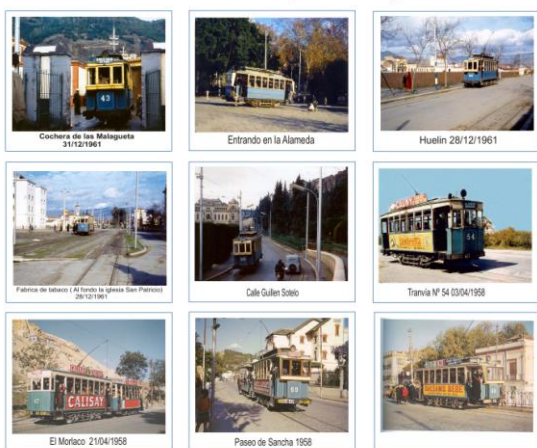 43
Cochera de las Malagueta
31/12/1961
Entrando en la Alameda
Huelin 28/12/1961
Fabrica de tabaco ( Al fondo la iglesia San Patricio)
28/12/1961
Calle Guillen Sotelo
54
Tranvia Nº 54 03/04/1958
CALISAY
El Morlaco 21/04/1958
Paseo de Sancha 1958